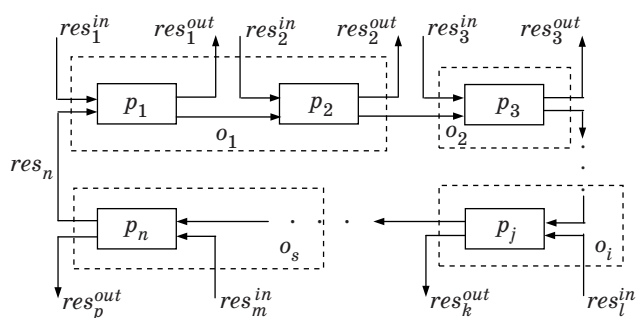 res_1^{in} res_1^{out} res_2^{in} res_2^{out} res_3^{in} res_3^{out}
p_1 p_2 p_3
o_1 o_2
res_n
p_n p_j
o_s o_i
res_p^{out} res_m^{in} res_k^{out} res_l^{in}